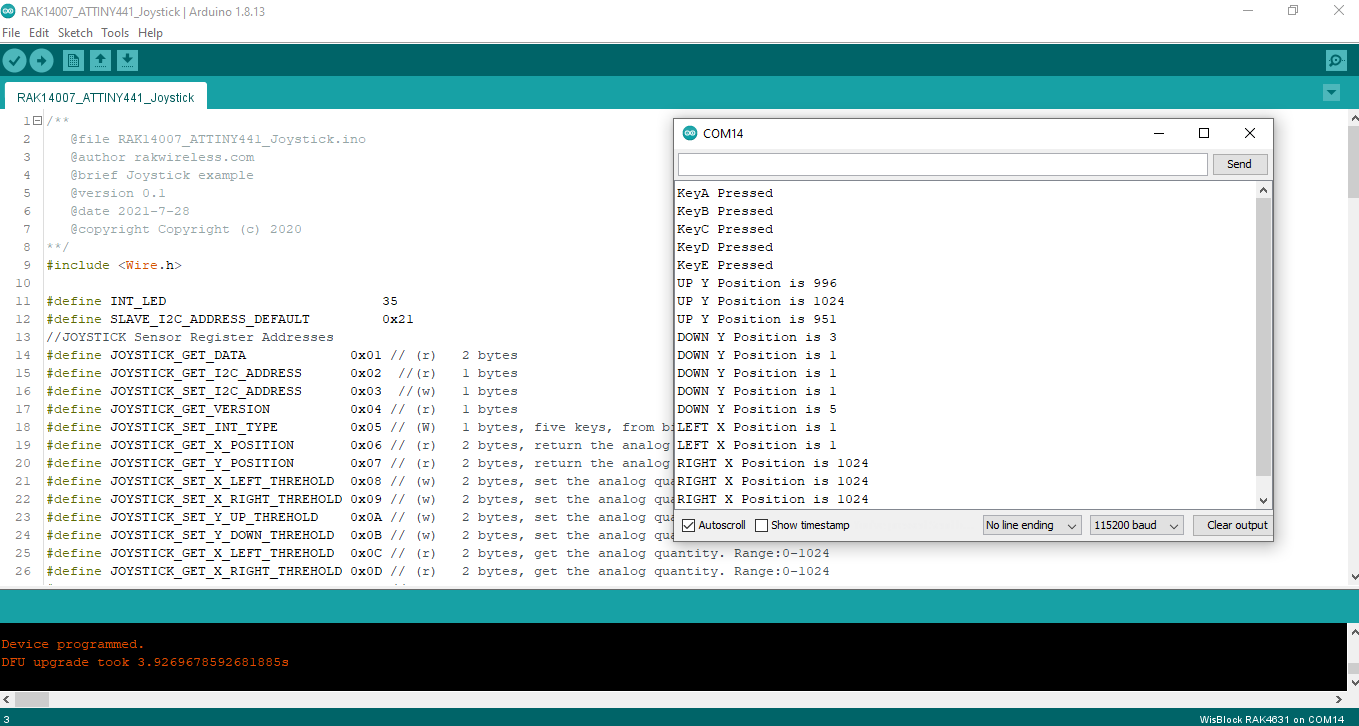 RAK14007_ATTINY441_Joystick | Arduino 1.8.13
File Edit Sketch Tools Help
RAK14007_ATTINY441_Joystick
1 /**
2 @file RAK14007_ATTINY441_Joystick.ino
3 @author rakwireless.com
4 @brief Joystick example
5 @version 0.1
6 @date 2021-7-28
7 @copyright Copyright (c) 2020
8 **/
9 #include <Wire.h>
10
11 #define INT_LED 35
12 #define SLAVE_I2C_ADDRESS_DEFAULT 0x21
13 //JOYSTICK Sensor Register Addresses
14 #define JOYSTICK_GET_DATA 0x01 // (r) 2 bytes
15 #define JOYSTICK_GET_I2C_ADDRESS 0x02 //(r) 1 bytes
16 #define JOYSTICK_SET_I2C_ADDRESS 0x03 //(w) 1 bytes
17 #define JOYSTICK_GET_VERSION 0x04 // (r) 1 bytes
18 #define JOYSTICK_SET_INT_TYPE 0x05 // (W) 1 bytes, five keys, from bi
19 #define JOYSTICK_GET_X_POSITION 0x06 // (r) 2 bytes, return the analog
20 #define JOYSTICK_GET_Y_POSITION 0x07 // (r) 2 bytes, return the analog
21 #define JOYSTICK_SET_X_LEFT_THREHOLD 0x08 // (w) 2 bytes, set the analog qua
22 #define JOYSTICK_SET_X_RIGHT_THREHOLD 0x09 // (w) 2 bytes, set the analog qua
23 #define JOYSTICK_SET_Y_UP_THREHOLD 0x0A // (w) 2 bytes, set the analog qua
24 #define JOYSTICK_SET_Y_DOWN_THREHOLD 0x0B // (w) 2 bytes, set the analog qua
25 #define JOYSTICK_GET_X_LEFT_THREHOLD 0x0C // (r) 2 bytes, get the analog quantity. Range:0-1024
26 #define JOYSTICK_GET_X_RIGHT_THREHOLD 0x0D // (r) 2 bytes, get the analog quantity. Range:0-1024
COM14
Send
KeyA Pressed
KeyB Pressed
KeyC Pressed
KeyD Pressed
KeyE Pressed
UP Y Position is 996
UP Y Position is 1024
UP Y Position is 951
DOWN Y Position is 3
DOWN Y Position is 1
DOWN Y Position is 1
DOWN Y Position is 1
DOWN Y Position is 5
LEFT X Position is 1
LEFT X Position is 1
RIGHT X Position is 1024
RIGHT X Position is 1024
RIGHT X Position is 1024
Autoscroll Show timestamp No line ending 115200 baud Clear output
Device programmed.
DFU upgrade took 3.9269678592681885s
3 WisBlock RAK4631 on COM14